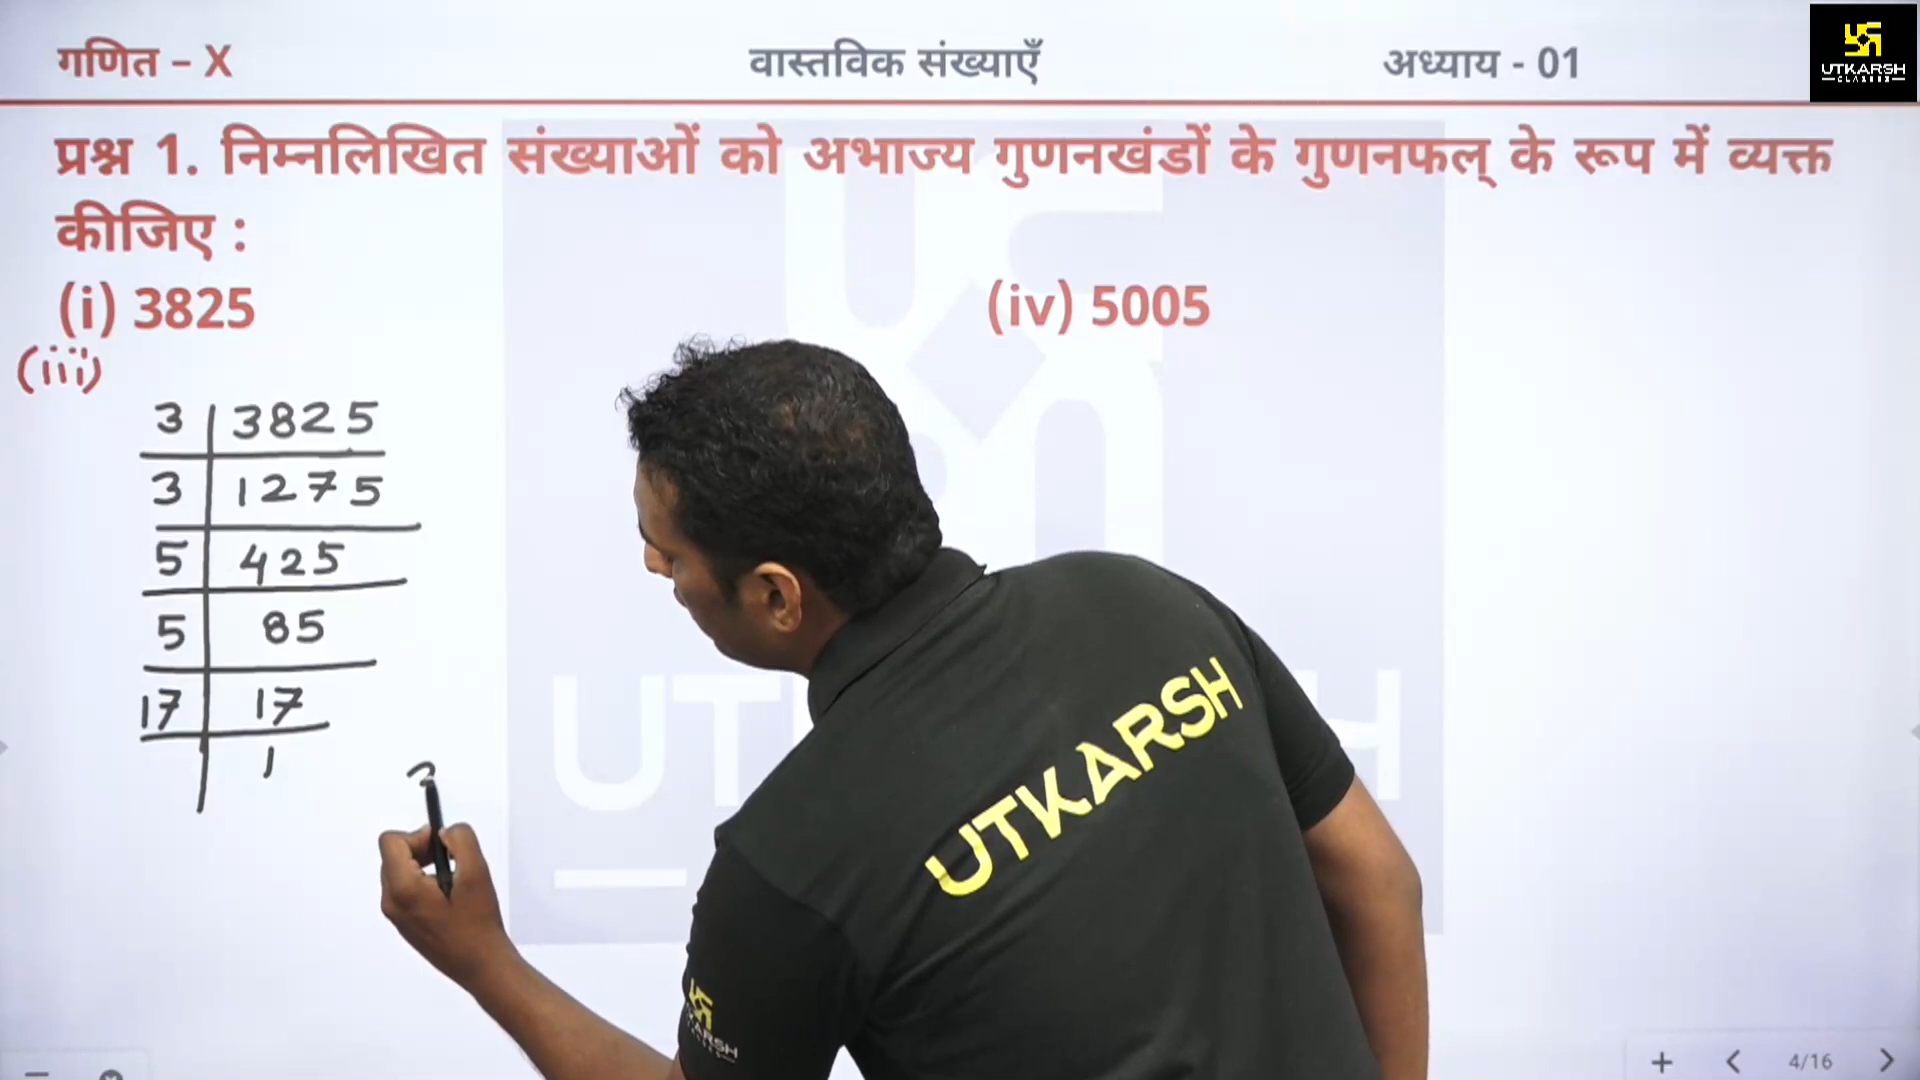 गणित – X
वास्तविक संख्याएँ
अध्याय - 01
UTKARSH
CLASSES
प्रश्न 1. निम्नलिखित संख्याओं को अभाज्य गुणनखंडों के गुणनफल् के रूप में व्यक्त
कीजिए :
(i) 3825
(iv) 5005
(iii)
3 3825
3 1275
5 425
5 85
17 17
1
UTKARSH
4/16